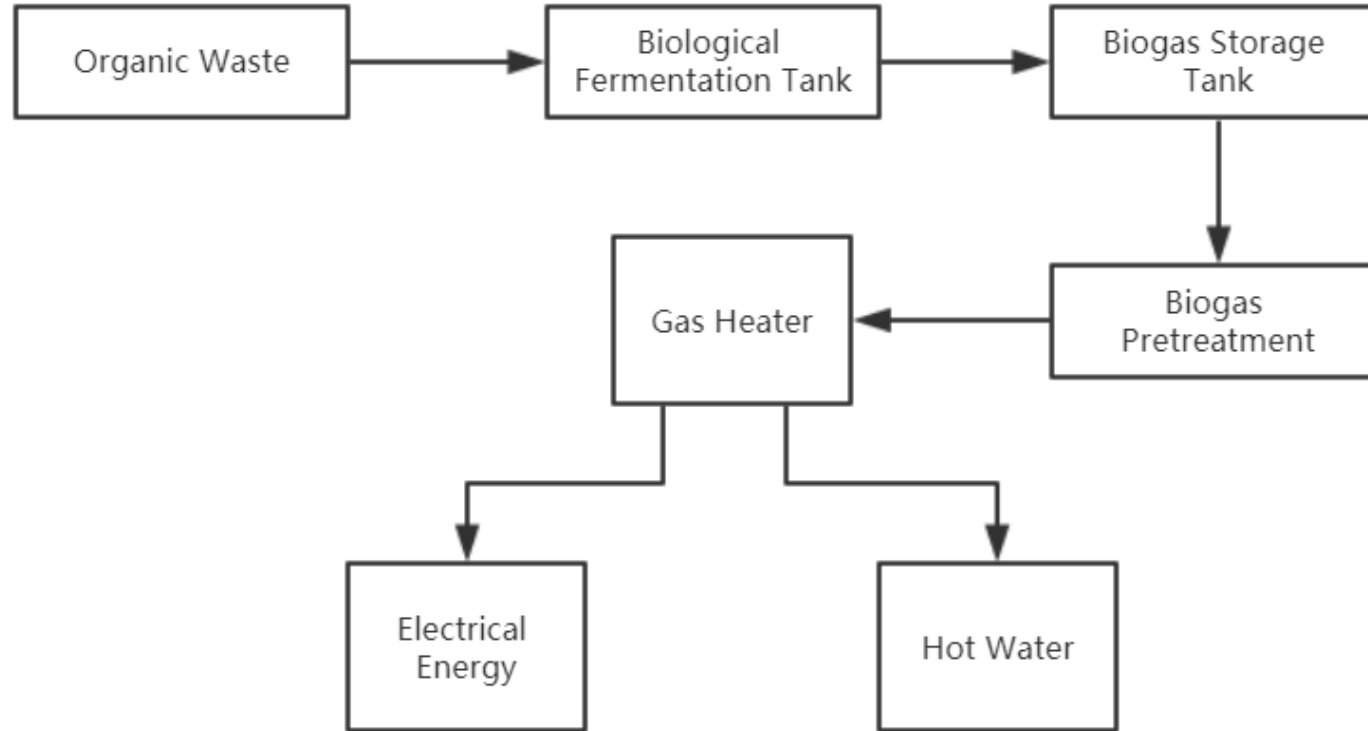 Organic Waste
Biological
Fermentation Tank
Biogas Storage
Tank
Gas Heater
Biogas
Pretreatment
Electrical
Energy
Hot Water